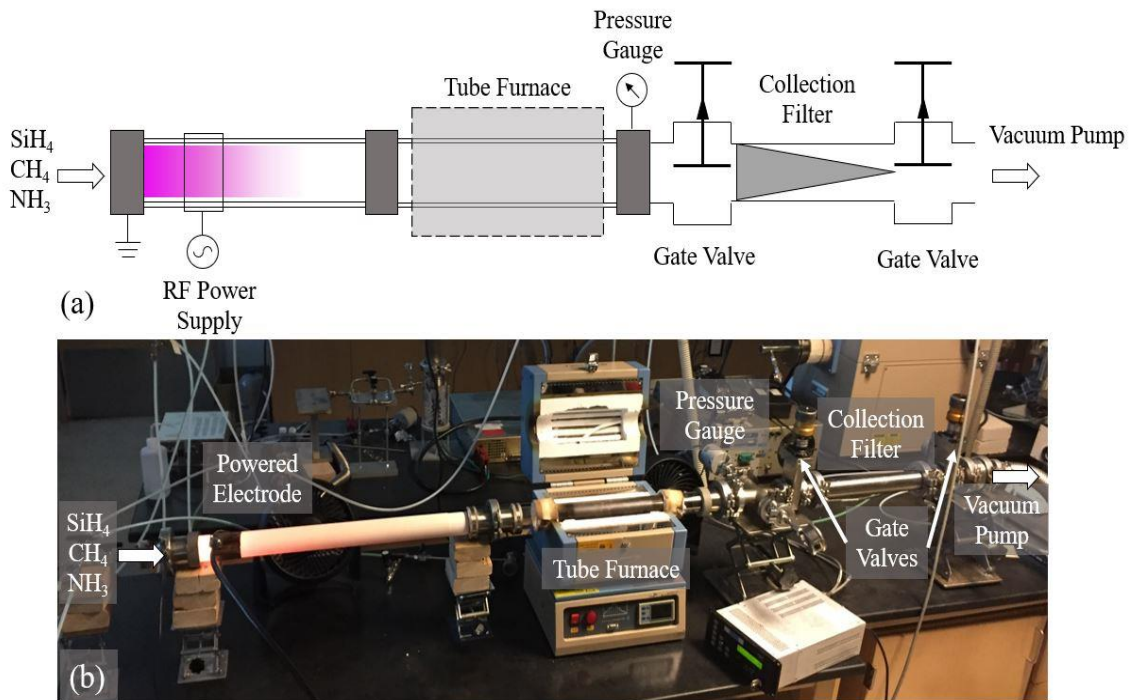 Pressure
Gauge
Tube Furnace
Collection
Filter
SiH₄
CH₄
NH₃
Vacuum Pump
Gate Valve
Gate Valve
RF Power
Supply
(a)
Pressure
Gauge
Collection
Filter
Powered
Electrode
SiH₄
CH₄
NH₃
Vacuum
Pump
Gate
Valves
Tube Furnace
(b)